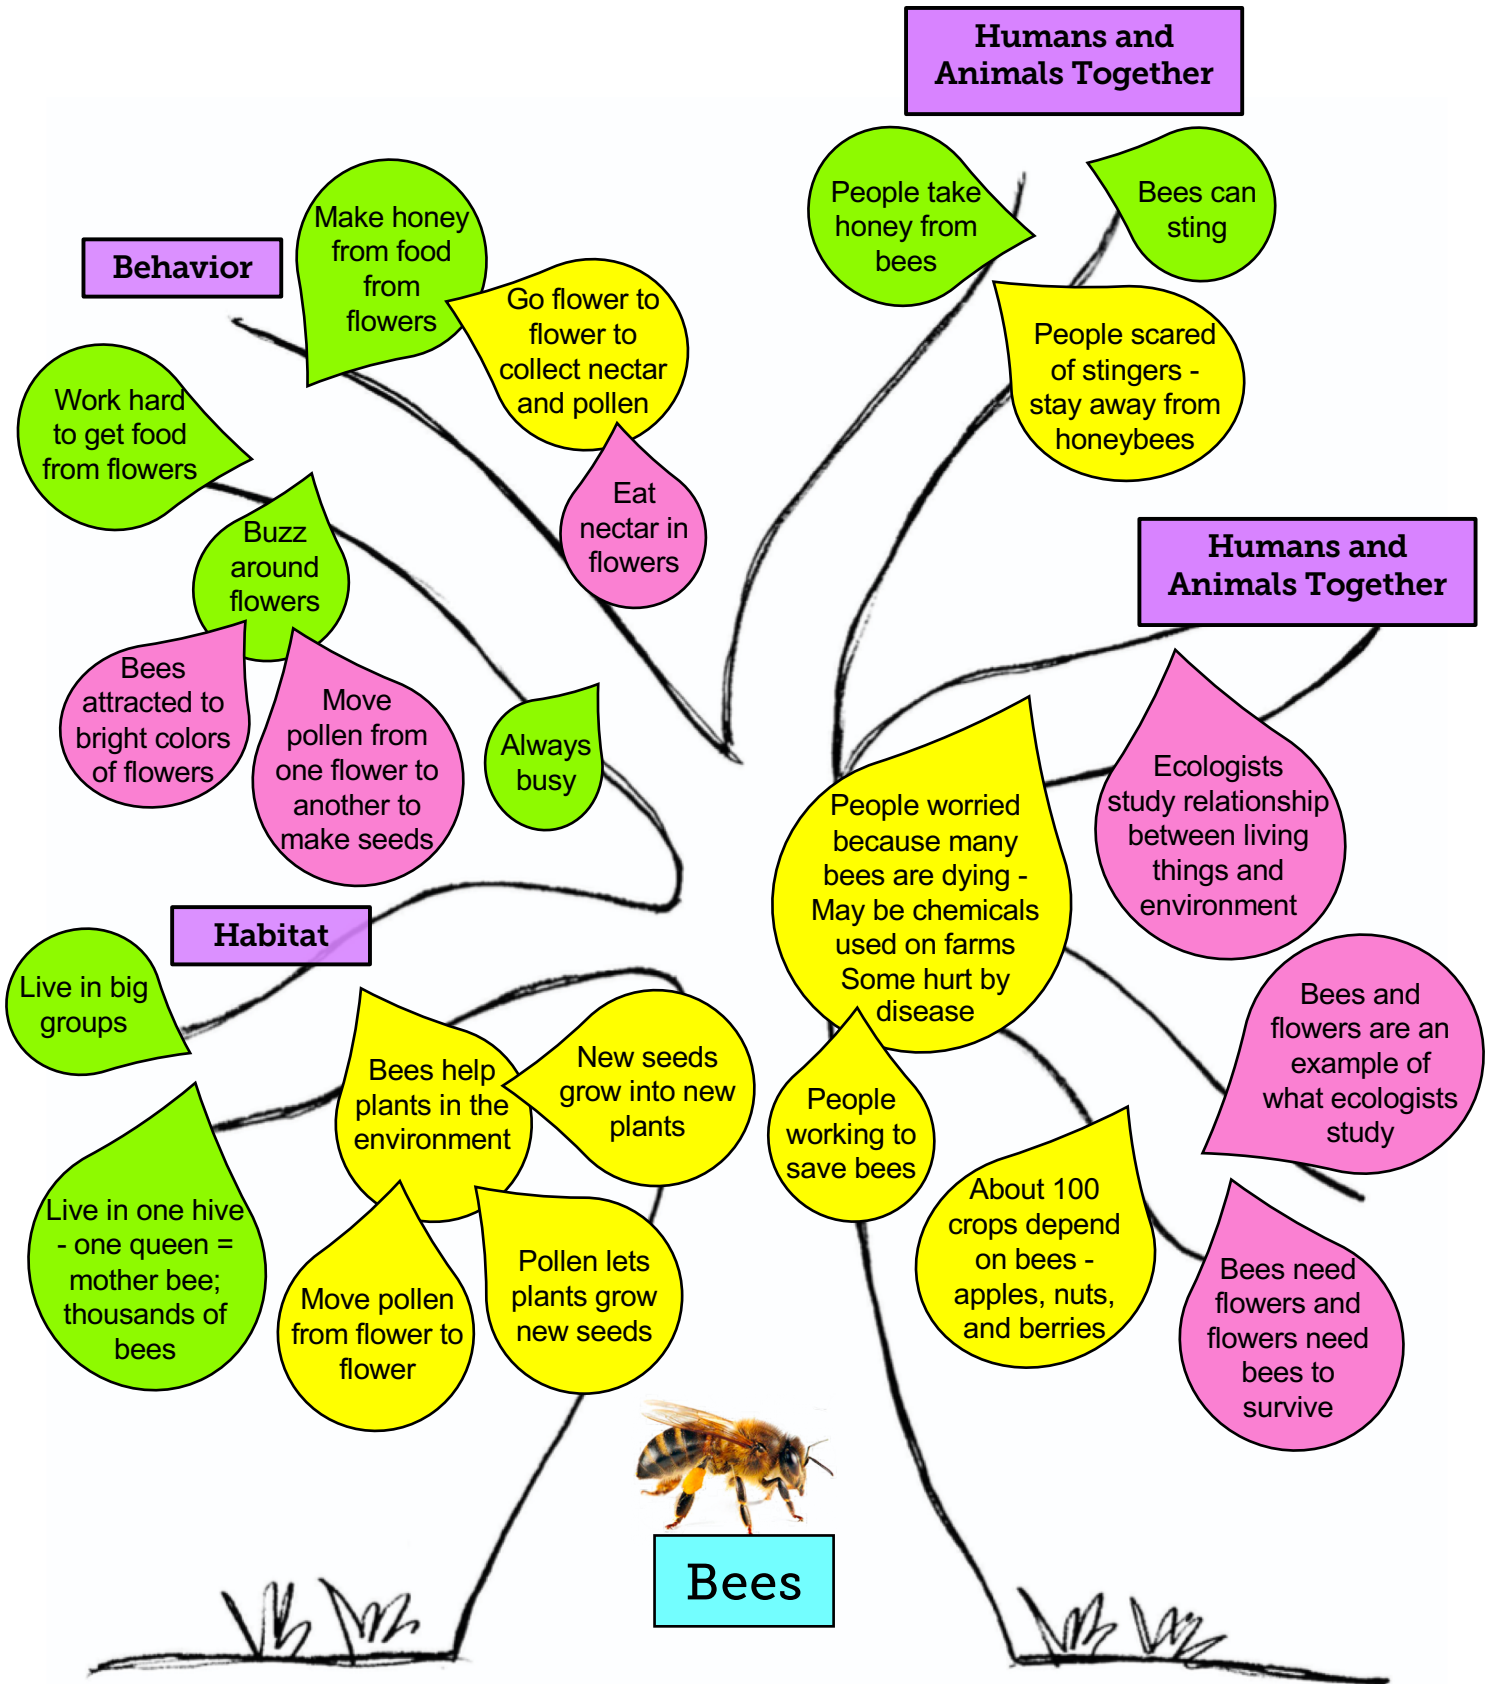 Humans and
Animals Together
People take
honey from
bees
Bees can
sting
People scared
of stingers -
stay away from
honeybees
Behavior
Make honey
from food
from
flowers
Go flower to
flower to
collect nectar
and pollen
Eat
nectar in
flowers
Work hard
to get food
from flowers
Buzz
around
flowers
Bees
attracted to
bright colors
of flowers
Move
pollen from
one flower to
another to
make seeds
Always
busy
Humans and
Animals Together
People worried
because many
bees are dying -
May be chemicals
used on farms
Some hurt by
disease
Ecologists
study relationship
between living
things and
environment
Bees and
flowers are an
example of
what ecologists
study
People
working to
save bees
About 100
crops depend
on bees -
apples, nuts,
and berries
Bees need
flowers and
flowers need
bees to
survive
Habitat
Live in big
groups
Live in one hive
- one queen =
mother bee;
thousands of
bees
Bees help
plants in the
environment
New seeds
grow into new
plants
Move pollen
from flower to
flower
Pollen lets
plants grow
new seeds
Bees